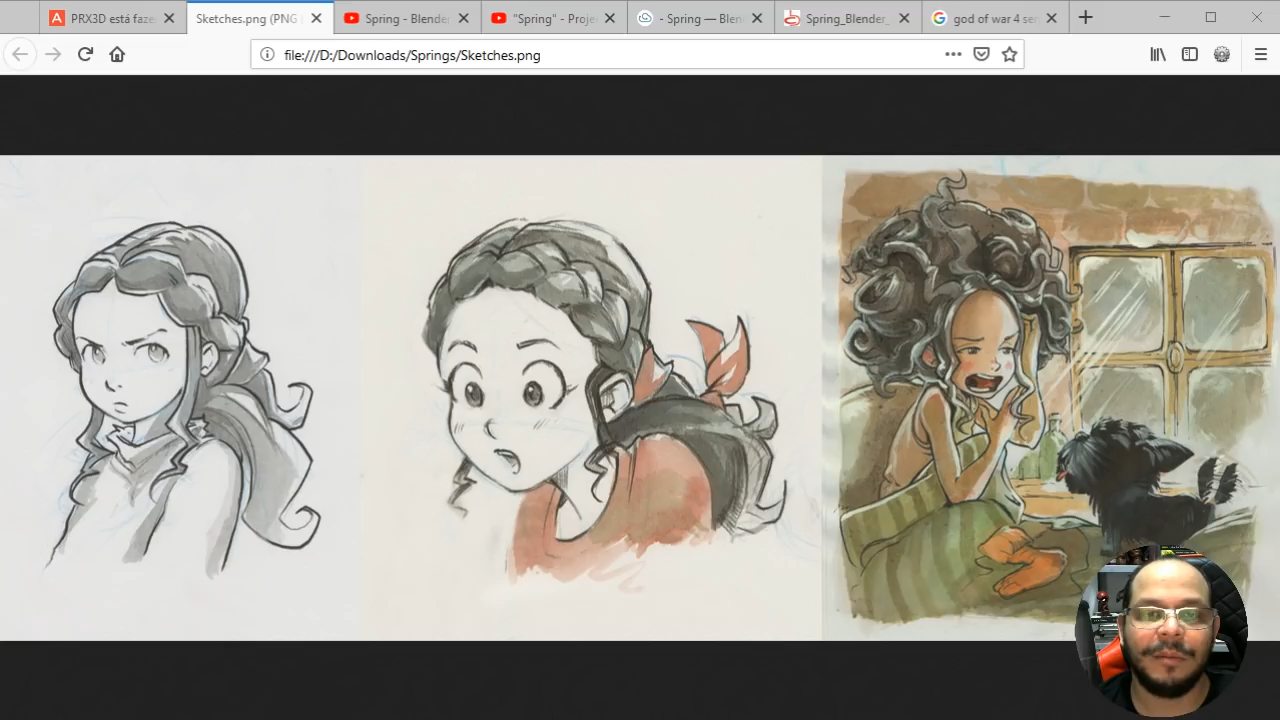 PRX3D está faze
Sketches.png (PNG
Spring - Blender
"Spring" - Proje
- Spring — Blen
Spring_Blender_
god of war 4 se
file:///D:/Downloads/Springs/Sketches.png